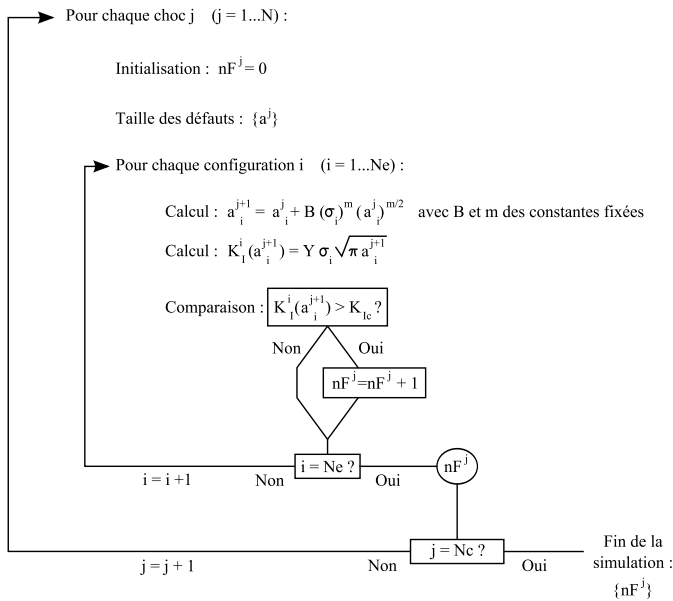 Pour chaque choc j (j = 1...N) :
Initialisation : nF^j = 0
Taille des défauts : {a^j}
Pour chaque configuration i (i = 1...Ne) :
Calcul : a_i^{j+1} = a_i^j + B (σ_i)^m (a_i^j)^{m/2} avec B et m des constantes fixées
Calcul : K_I^i(a_i^{j+1}) = Y σ_i √π a_i^{j+1}
Comparaison : K_I^i(a_i^{j+1}) > K_{Ic} ?
Non Oui
nF^j=nF^j + 1
i = Ne ? nF^j
i = i +1 Non Oui
j = Nc ? Fin de la
j = j + 1 Non Oui simulation :
{nF^j}